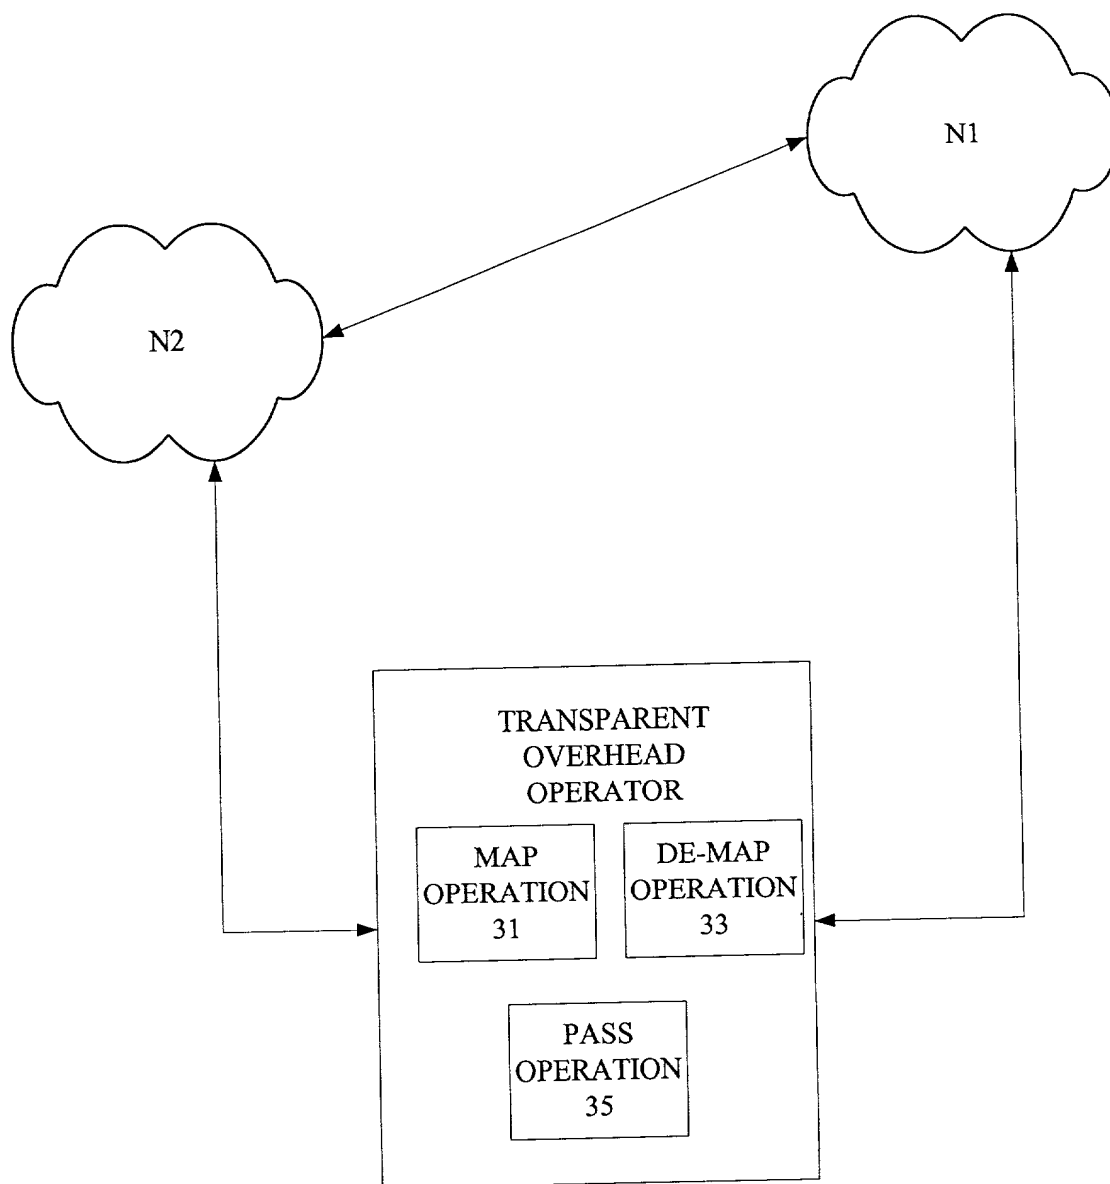 N1
N2
TRANSPARENT
OVERHEAD
OPERATOR
MAP
OPERATION
31
DE-MAP
OPERATION
33
PASS
OPERATION
35